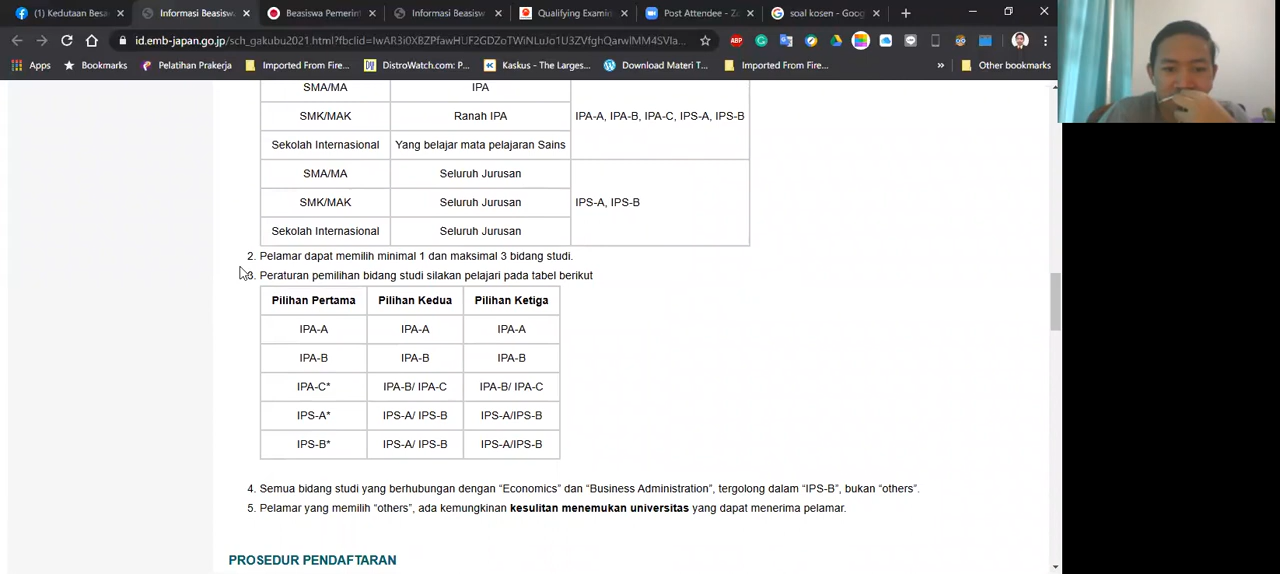 (1) Kedutaan Besa
Informasi Beasisw
Beasiswa Pemerin
Informasi Beasisw
Qualifying Examin
Post Attendee - Z
soal kosen - Goog
id.emb-japan.go.jp/sch_gakubu2021.html?fbclid=
Apps
Bookmarks
Pelatihan Prakerja
Imported From Fire...
DistroWatch.com: P...
Kaskus - The Larges...
Download Materi T...
Imported From Fire...
»
Other bookmarks
SMA/MA IPA
SMK/MAK Ranah IPA IPA-A, IPA-B, IPA-C, IPS-A, IPS-B
Sekolah Internasional Yang belajar mata pelajaran Sains
SMA/MA Seluruh Jurusan
SMK/MAK Seluruh Jurusan IPS-A, IPS-B
Sekolah Internasional Seluruh Jurusan
2. Pelamar dapat memilih minimal 1 dan maksimal 3 bidang studi.
3. Peraturan pemilihan bidang studi silakan pelajari pada tabel berikut
Pilihan Pertama Pilihan Kedua Pilihan Ketiga
IPA-A IPA-A IPA-A
IPA-B IPA-B IPA-B
IPA-C* IPA-B/ IPA-C IPA-B/ IPA-C
IPS-A* IPS-A/ IPS-B IPS-A/IPS-B
IPS-B* IPS-A/ IPS-B IPS-A/IPS-B
4. Semua bidang studi yang berhubungan dengan “Economics” dan “Business Administration”, tergolong dalam “IPS-B”, bukan “others”.
5. Pelamar yang memilih “others”, ada kemungkinan kesulitan menemukan universitas yang dapat menerima pelamar.
PROSEDUR PENDAFTARAN